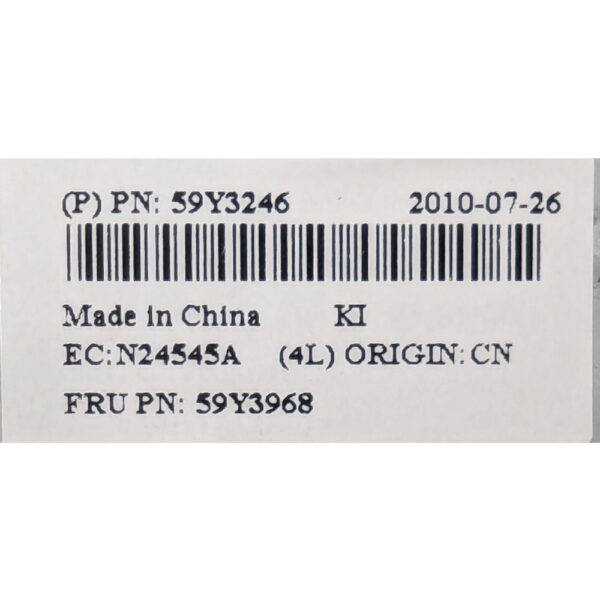 (P) PN: 59Y3246 2010-07-26
Made in China KI
EC:N24545A (4L) ORIGIN:CN
FRU PN: 59Y3968